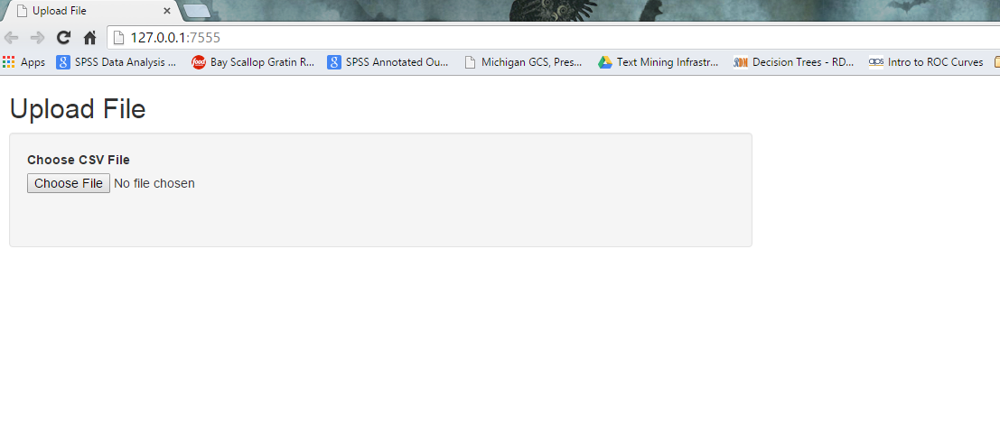 Upload File
127.0.0.1:7555
Apps SPSS Data Analysis ... food Bay Scallop Gratin R... SPSS Annotated Ou... Michigan GCS, Pres... Text Mining Infrastr... Decision Trees - RD... aps Intro to ROC Curves
Upload File
Choose CSV File
Choose File No file chosen